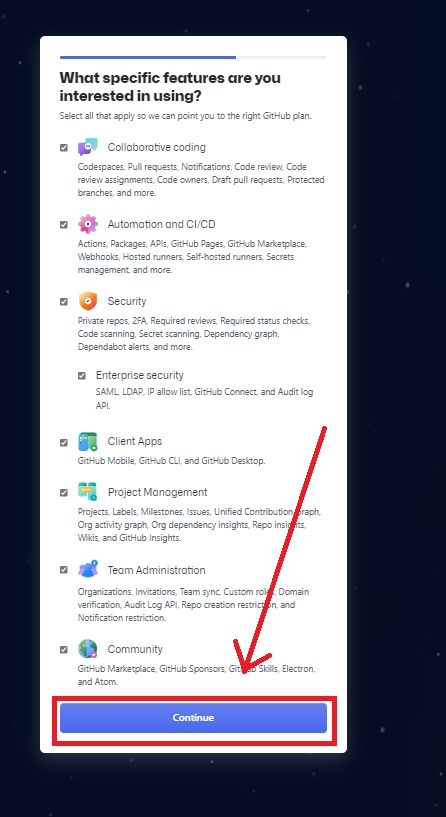 What specific features are you
interested in using?
Select all that apply so we can point you to the right GitHub plan.
Collaborative coding
Codespaces, Pull requests, Notifications, Code review, Code
review assignments, Code owners, Draft pull requests, Protected
branches, and more.
Automation and CI/CD
Actions, Packages, APIs, GitHub Pages, GitHub Marketplace,
Webhooks, Hosted runners, Self-hosted runners, Secrets
management, and more.
Security
Private repos, 2FA, Required reviews, Required status checks,
Code scanning, Secret scanning, Dependency graph,
Dependabot alerts, and more.
Enterprise security
SAML, LDAP, IP allow list, GitHub Connect, and Audit log
API.
Client Apps
GitHub Mobile, GitHub CLI, and GitHub Desktop.
Project Management
Projects, Labels, Milestones, Issues, Unified Contribution Graph,
Org activity graph, Org dependency insights, Repo insights,
Wikis, and GitHub Insights.
Team Administration
Organizations, Invitations, Team sync, Custom roles, Domain
verification, Audit Log API, Repo creation restriction, and
Notification restriction.
Community
GitHub Marketplace, GitHub Sponsors, GitHub Skills, Electron,
and Atom.
Continue